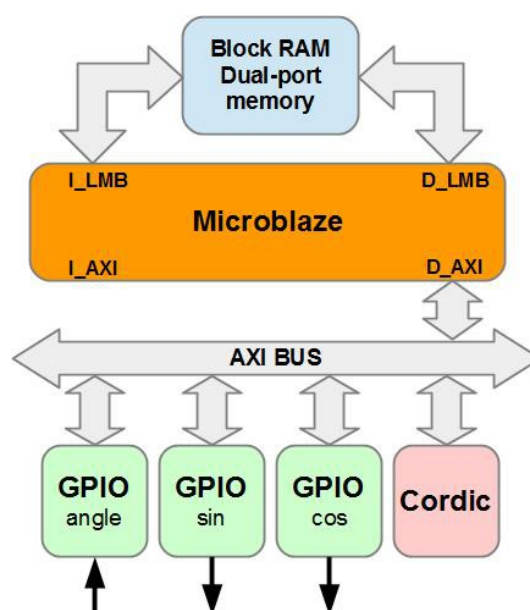 Block RAM
Dual-port
memory
I_LMB
D_LMB
Microblaze
I_AXI
D_AXI
AXI BUS
GPIO
angle
GPIO
sin
GPIO
cos
Cordic